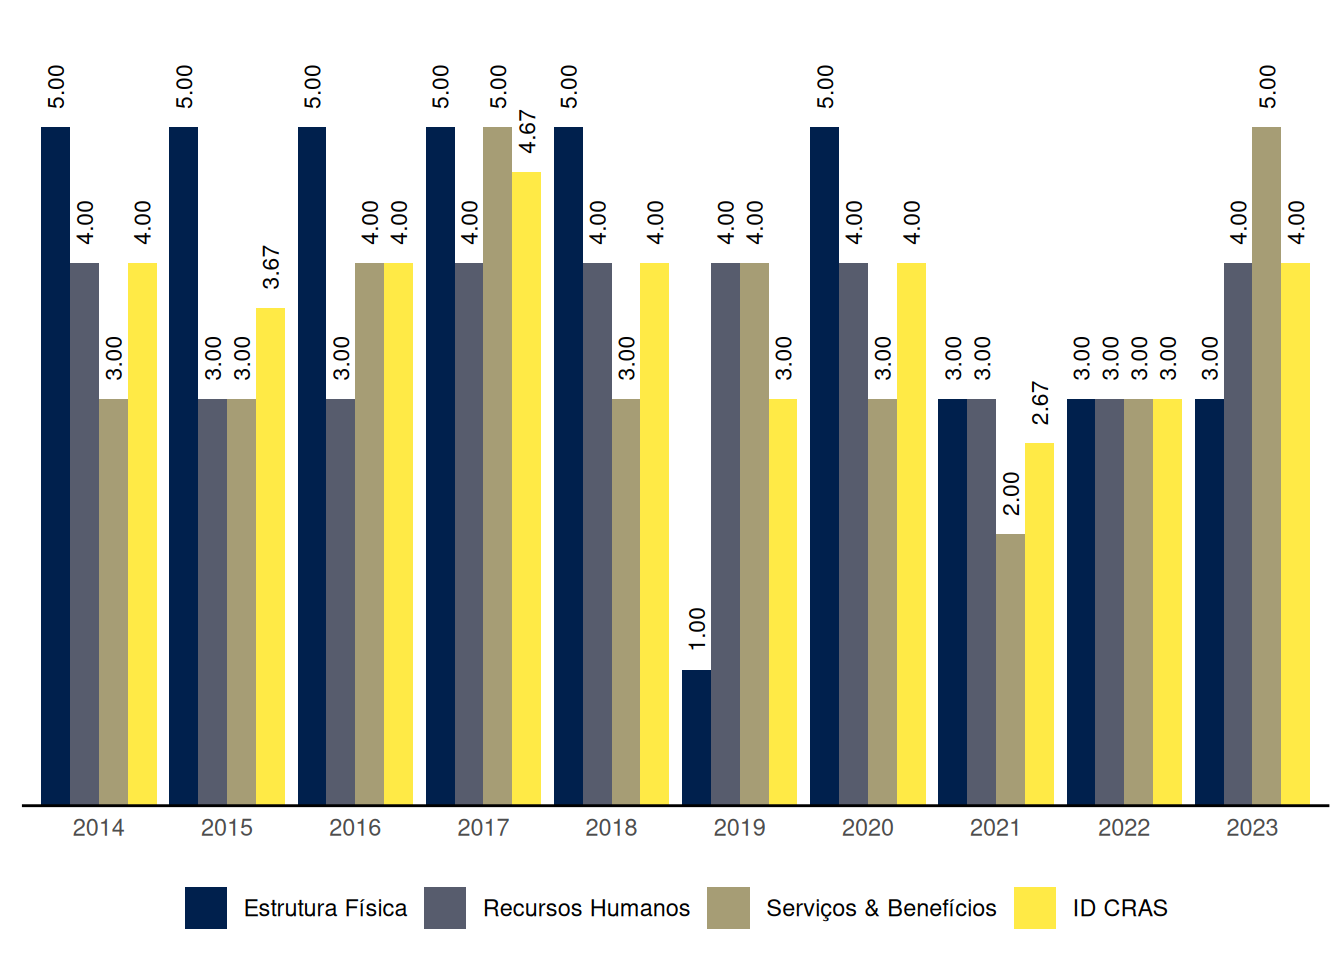 5.00 4.00 3.00 4.00 5.00 3.00 3.00 3.67 5.00 3.00 4.00 4.00 5.00 4.00 5.00 4.67 5.00 4.00 3.00 4.00 1.00 4.00 4.00 3.00 5.00 4.00 3.00 4.00 3.00 3.00 2.00 2.67 3.00 3.00 3.00 3.00 3.00 4.00 5.00 4.00
2014 2015 2016 2017 2018 2019 2020 2021 2022 2023
Estrutura Física Recursos Humanos Serviços & Benefícios ID CRAS